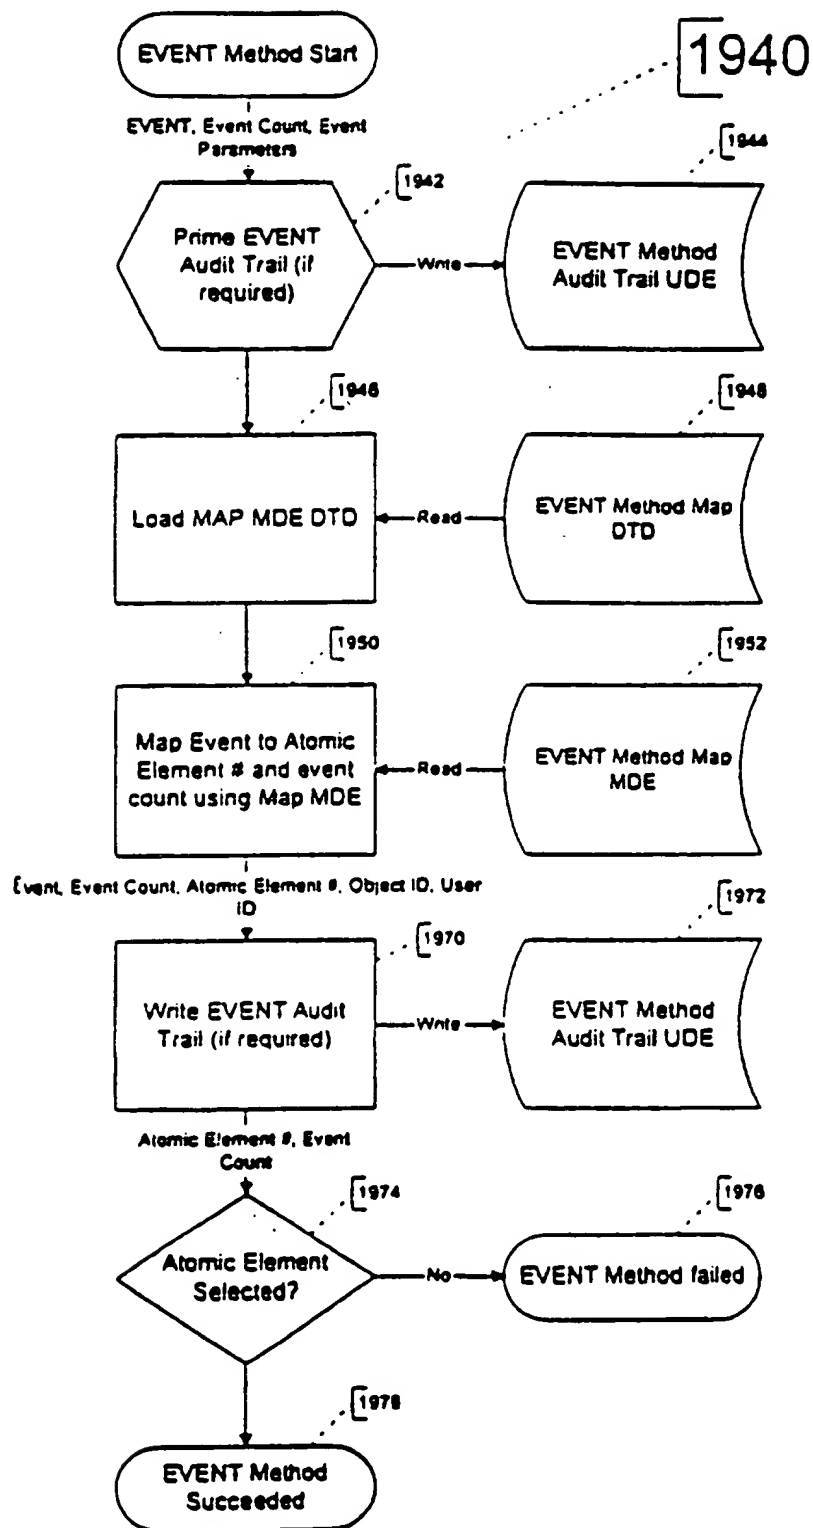 EVENT Method Start
1940
EVENT, Event Count, Event
Parameters
1944
1942
Prime EVENT
Audit Trail (if
required)
Write
EVENT Method
Audit Trail UDE
1946
1948
Load MAP MDE DTD
Read
EVENT Method Map
DTD
1950
1952
Map Event to Atomic
Element # and event
count using Map MDE
Read
EVENT Method Map
MDE
Event, Event Count, Atomic Element #, Object ID, User
ID
1972
1970
Write EVENT Audit
Trail (if required)
Write
EVENT Method
Audit Trail UDE
Atomic Element #, Event
Count
1974
1976
Atomic Element
Selected?
No
EVENT Method failed
1978
EVENT Method
Succeeded